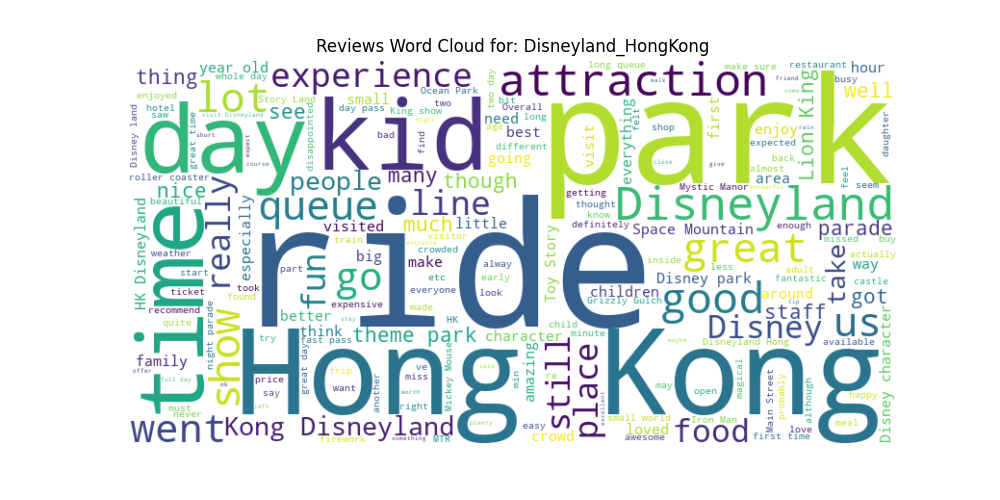 Reviews Word Cloud for: Disneyland_HongKong
thing
year old
whole day
experience
Ocean Park
two day
long queue
make sure
restaurant
hour
enjoyed
lot
Story Land
small
day pass
King show
two
bit
attraction
park
busy
friend
walk
come
well
hotel
saw
visit Disneyland
see
disappointed
bad
find
need
long
Overall
age
best
different
going
visit
everything
felt
shop
first
expected
enjoy
back
Lion King
daughter
Disney land
great time
short
night
expect
course
day
kid
roller coaster
nice
beautiful
people
many
though
getting
thought
know
definitely
close
give
almost
area
Mystic Manor
rain
wonderful
feel
seem
enough
missed
buy
HK Disneyland
time
really
especially
queue
line
visited
much
little
train
visitor
crowded
entrance
ride
Disneyland
Space Mountain
parade
great
actually
castle
weather
start
ticket
took
found
recommend
quite
fun
part
big
go
make
etc
alway
early
everyone
look
expensive
made
HK
better
stay
Toy Story
inside
less
Disney park
adult
fantastic
take
way
Grizzly Gulch
children
good
around
got
staff
Disney
us
available
night parade
show
try
think
fast pass
theme park
character
child
minute
maybe
Disneyland Hong
family
offer
price
say
must
never
full day
great day
trip
want
another
ve
miss
right
worth
Mickey Mouse
said
min
amazing
re
still
place
excellent
may
open
magical
tip
Main Street
probably
although
happy
meal
Disney character
Hong Kong
left
went
Kong Disneyland
firework
something
MTR
plenty
easy
crowd
loved
small world
awesome
Iron Man
food
first time
love